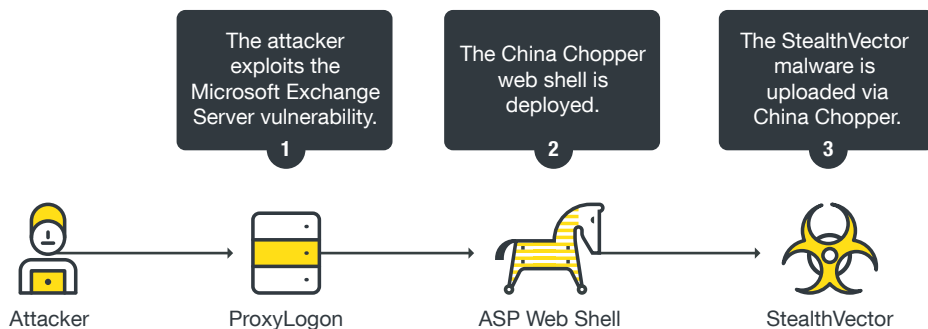 The attacker
exploits the
Microsoft Exchange
Server vulnerability.
1
The China Chopper
web shell is
deployed.
2
The StealthVector
malware is
uploaded via
China Chopper.
3
Attacker
ProxyLogon
ASP Web Shell
StealthVector